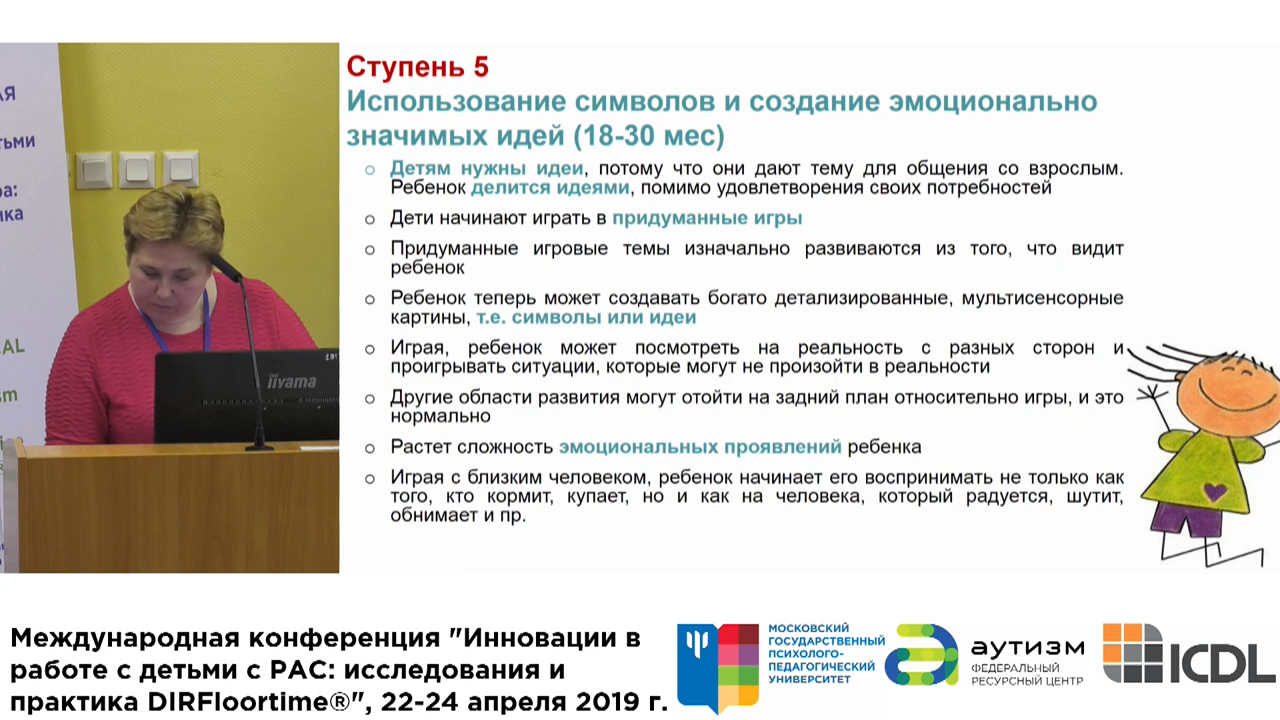 Ступень 5
Использование символов и создание эмоционально
значимых идей (18-30 мес)
Детям нужны идеи, потому что они дают тему для общения со взрослым.
Ребенок делится идеями, помимо удовлетворения своих потребностей
Дети начинают играть в придуманные игры
Придуманные игровые темы изначально развиваются из того, что видит
ребенок
Ребенок теперь может создавать богато детализированные, мультисенсорные
картины, т.е. символы или идеи
Играя, ребенок может посмотреть на реальность с разных сторон и
проигрывать ситуации, которые могут не произойти в реальности
Другие области развития могут отойти на задний план относительно игры, и это
нормально
Растет сложность эмоциональных проявлений ребенка
Играя с близким человеком, ребенок начинает его воспринимать не только как
того, кто кормит, купает, но и как на человека, который радуется, шутит,
обнимает и пр.
iiyama
Международная конференция "Инновации в
работе с детьми с РАС: исследования и
практика DIRFloortime®", 22-24 апреля 2019 г.
МОСКОВСКИЙ
ГОСУДАРСТВЕННЫЙ
ПСИХОЛОГО-
ПЕДАГОГИЧЕСКИЙ
УНИВЕРСИТЕТ
аутизм
ФЕДЕРАЛЬНЫЙ
РЕСУРСНЫЙ ЦЕНТР
ICDL